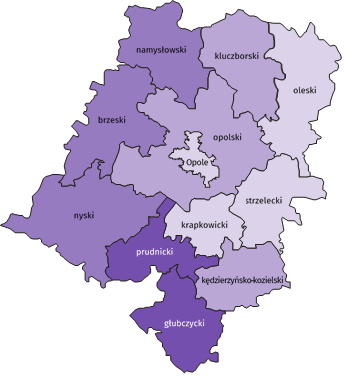 namysłowski
kluczborski
oleski
brzeski
opolski
Opole
strzelecki
nyski
krapkowicki
prudnicki
kędzierzyńsko-kozielski
głubczycki